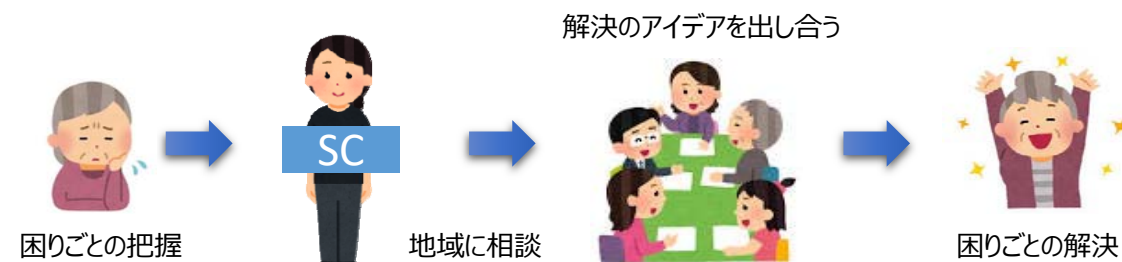 解決のアイデアを出し合う
SC
困りごとの把握
地域に相談
困りごとの解決